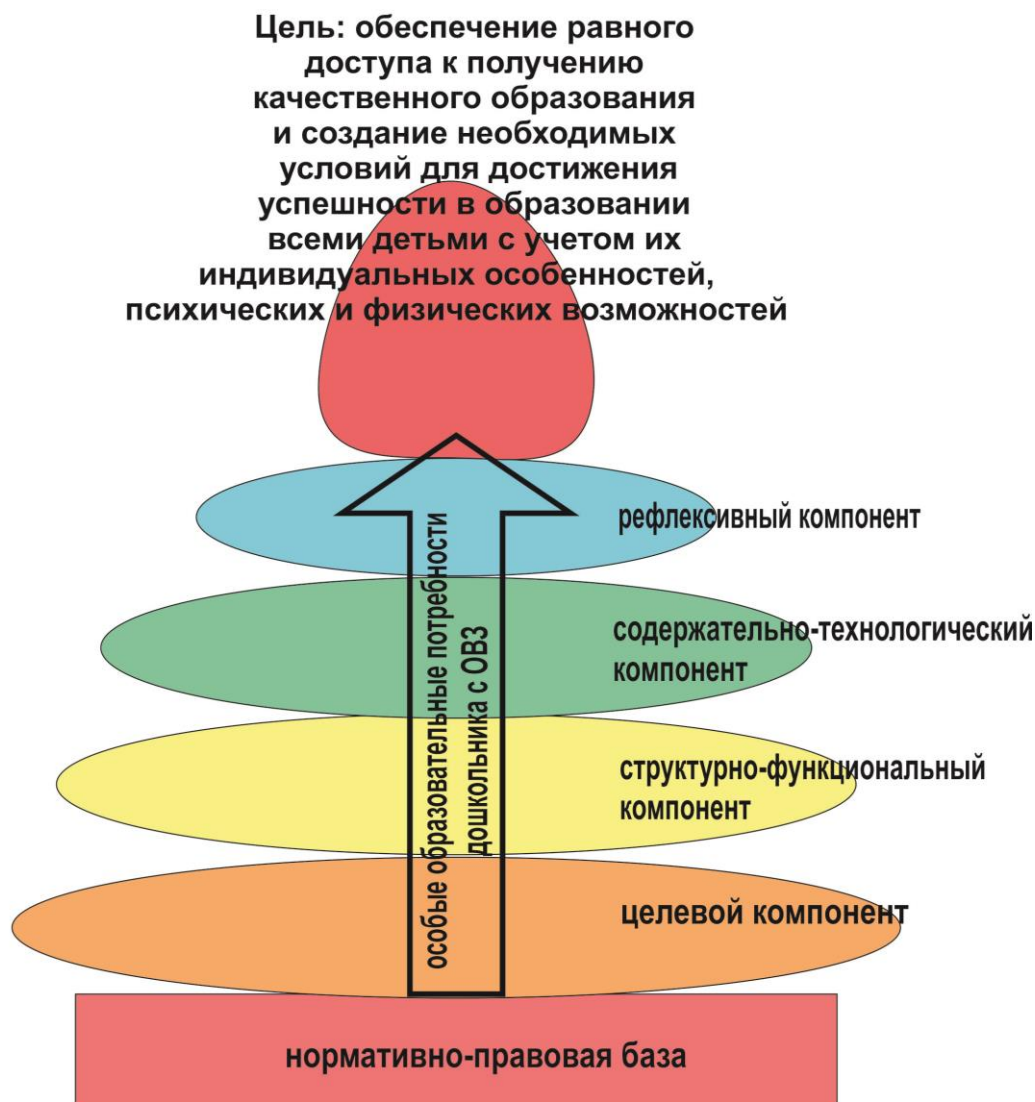 Цель: обеспечение равного
доступа к получению
качественного образования
и создание необходимых
условий для достижения
успешности в образовании
всеми детьми с учетом их
индивидуальных особенностей,
психических и физических возможностей
рефлексивный компонент
содержательно-технологический
компонент
структурно-функциональный
компонент
целевой компонент
особые образовательные потребности
дошкольника с ОВЗ
нормативно-правовая база